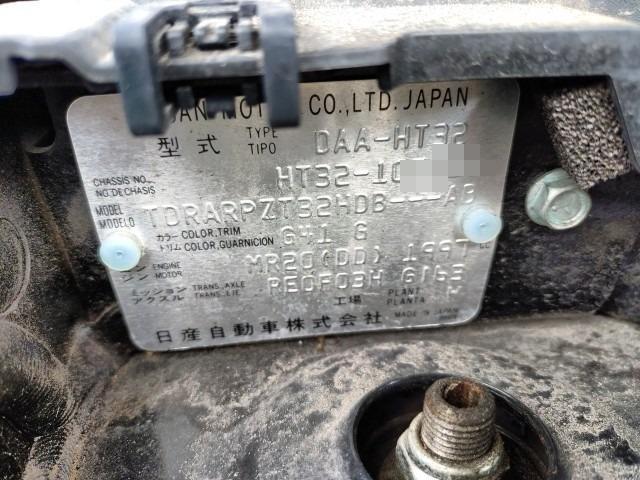 CO.,LTD. JAPAN
型式 TYPE TIPO DAA-HT32
CHASSIS NO. NO. DE CHASIS HT32-10
MODEL MODELO TDRARPZT32HDB---AB
カラー COLOR, TRIM トリム COLOR, GUARNICION G41 G
ENGINE MOTOR MR20(DD) 1997 cc
ミッション アクスル TRANS. AXLE TRANS. EJE RE0F03H 6163
工場 PLANT PLANTA M
日産自動車株式会社 MADE IN JAPAN